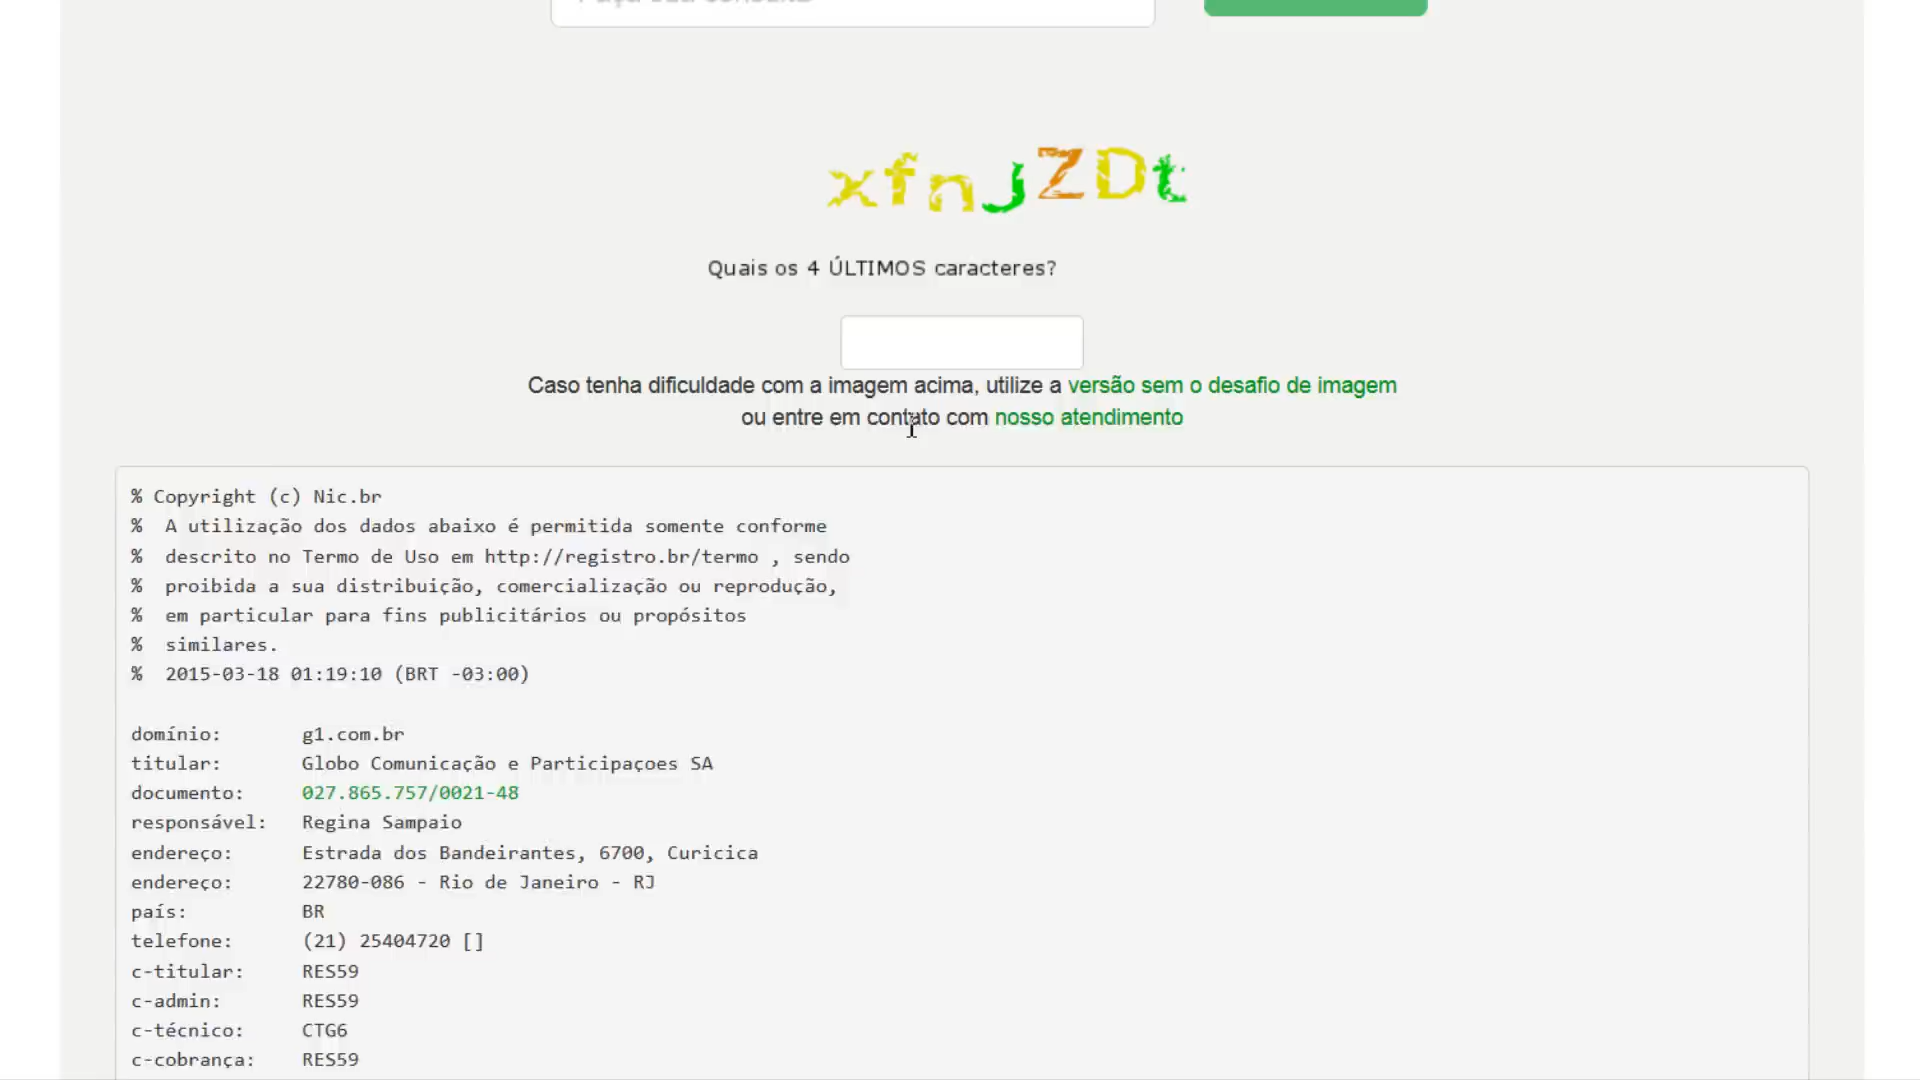 xfnjZDt
Quais os 4 ÚLTIMOS caracteres?
Caso tenha dificuldade com a imagem acima, utilize a versão sem o desafio de imagem
ou entre em contato com nosso atendimento
% Copyright (c) Nic.br
% A utilização dos dados abaixo é permitida somente conforme
% descrito no Termo de Uso em http://registro.br/termo , sendo
% proibida a sua distribuição, comercialização ou reprodução,
% em particular para fins publicitários ou propósitos
% similares.
% 2015-03-18 01:19:10 (BRT -03:00)
domínio: g1.com.br
titular: Globo Comunicação e Participaçoes SA
documento: 027.865.757/0021-48
responsável: Regina Sampaio
endereço: Estrada dos Bandeirantes, 6700, Curicica
endereço: 22780-086 - Rio de Janeiro - RJ
país: BR
telefone: (21) 25404720 []
c-titular: RES59
c-admin: RES59
c-técnico: CTG6
c-cobrança: RES59